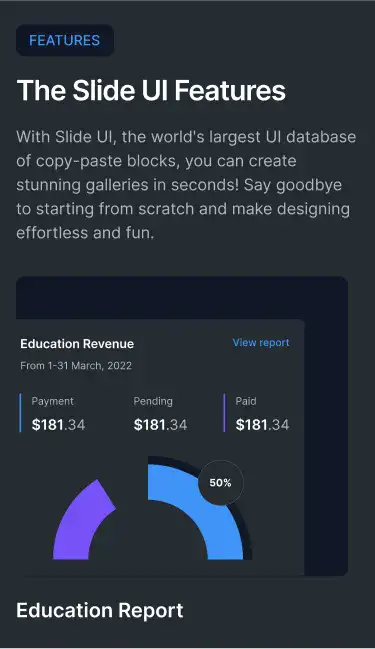 FEATURES
The Slide UI Features
With Slide UI, the world's largest UI database
of copy-paste blocks, you can create
stunning galleries in seconds! Say goodbye
to starting from scratch and make designing
effortless and fun.
Education Revenue
View report
From 1-31 March, 2022
Payment
Pending
Paid
$181.34
$181.34
$181.34
50%
Education Report